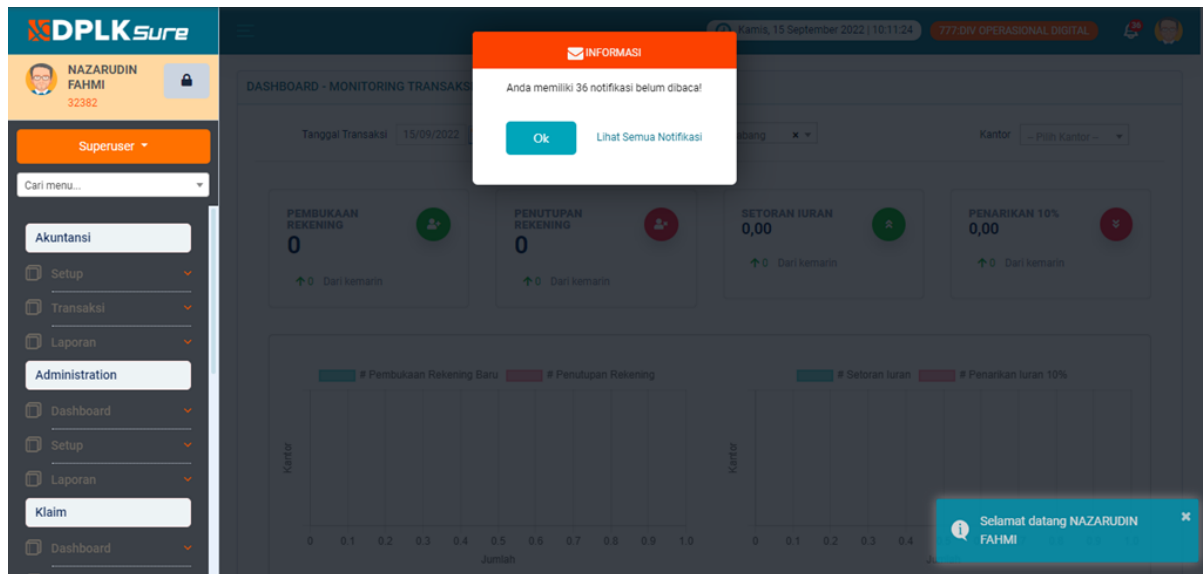 DPLKSure
NAZARUDIN
FAHMI
32382
Superuser
Cari menu...
Akuntansi
Setup
Transaksi
Laporan
Administration
Dashboard
Setup
Laporan
Klaim
Dashboard
Kamis, 15 September 2022 | 10:11:24
777:DIV OPERASIONAL DIGITAL
INFORMASI
Anda memiliki 36 notifikasi belum dibaca!
Ok
Lihat Semua Notifikasi
DASHBOARD - MONITORING TRANSAKS
Tanggal Transaksi
15/09/2022
abang
Kantor
-- Pilih Kantor --
PEMBUKAAN
REKENING
0
0 Dari kemarin
PENUTUPAN
REKENING
0
0 Dari kemarin
SETORAN IURAN
0,00
0 Dari kemarin
PENARIKAN 10%
0,00
0 Dari kemarin
# Pembukaan Rekening Baru # Penutupan Rekening
Kantor
0 0.1 0.2 0.3 0.4 0.5 0.6 0.7 0.8 0.9 1.0
Jumlah
# Setoran Iuran # Penarikan Iuran 10%
Kantor
0 0.1 0.2 0.3 0.4
Selamat datang NAZARUDIN
FAHMI